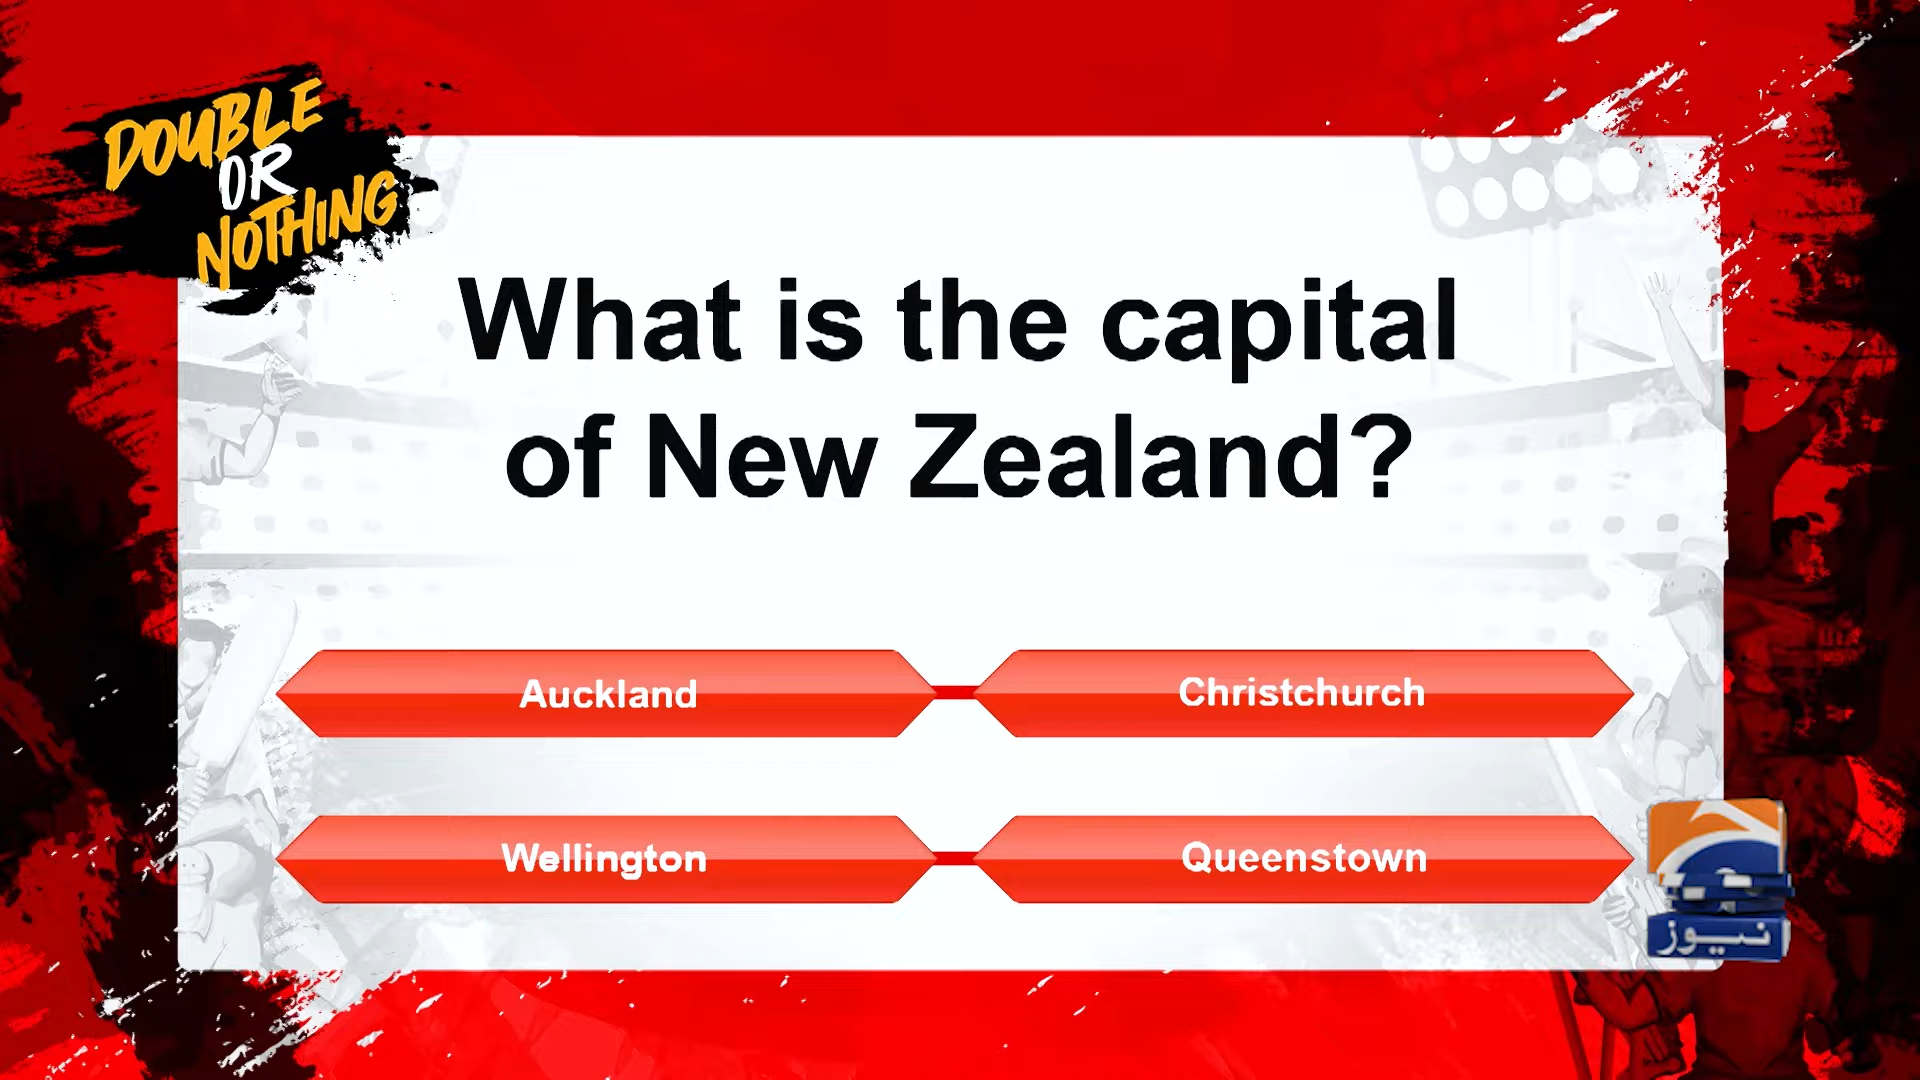 DOUBLE
OR
NOTHING
What is the capital
of New Zealand?
Auckland
Christchurch
Wellington
Queenstown
نیوز